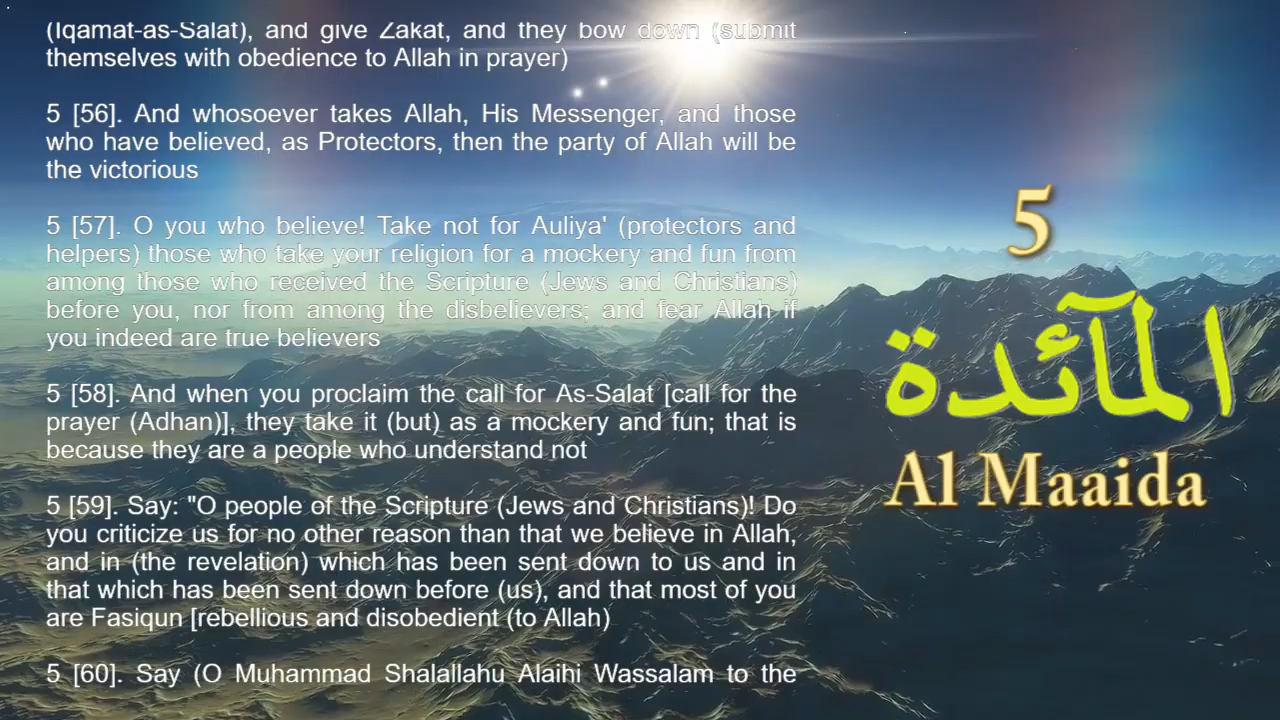 (Iqamat-as-Salat), and give Zakat, and they bow down (submit
themselves with obedience to Allah in prayer)
5 [56]. And whosoever takes Allah, His Messenger, and those
who have believed, as Protectors, then the party of Allah will be
the victorious
5 [57]. O you who believe! Take not for Auliya' (protectors and
helpers) those who take your religion for a mockery and fun from
among those who received the Scripture (Jews and Christians)
before you, nor from among the disbelievers; and fear Allah if
you indeed are true believers
5 [58]. And when you proclaim the call for As-Salat [call for the
prayer (Adhan)], they take it (but) as a mockery and fun; that is
because they are a people who understand not
5 [59]. Say: "O people of the Scripture (Jews and Christians)! Do
you criticize us for no other reason than that we believe in Allah,
and in (the revelation) which has been sent down to us and in
that which has been sent down before (us), and that most of you
are Fasiqun [rebellious and disobedient (to Allah)
5 [60]. Say (O Muhammad Shalallahu Alaihi Wassalam to the
5
المآئدة
Al Maaida